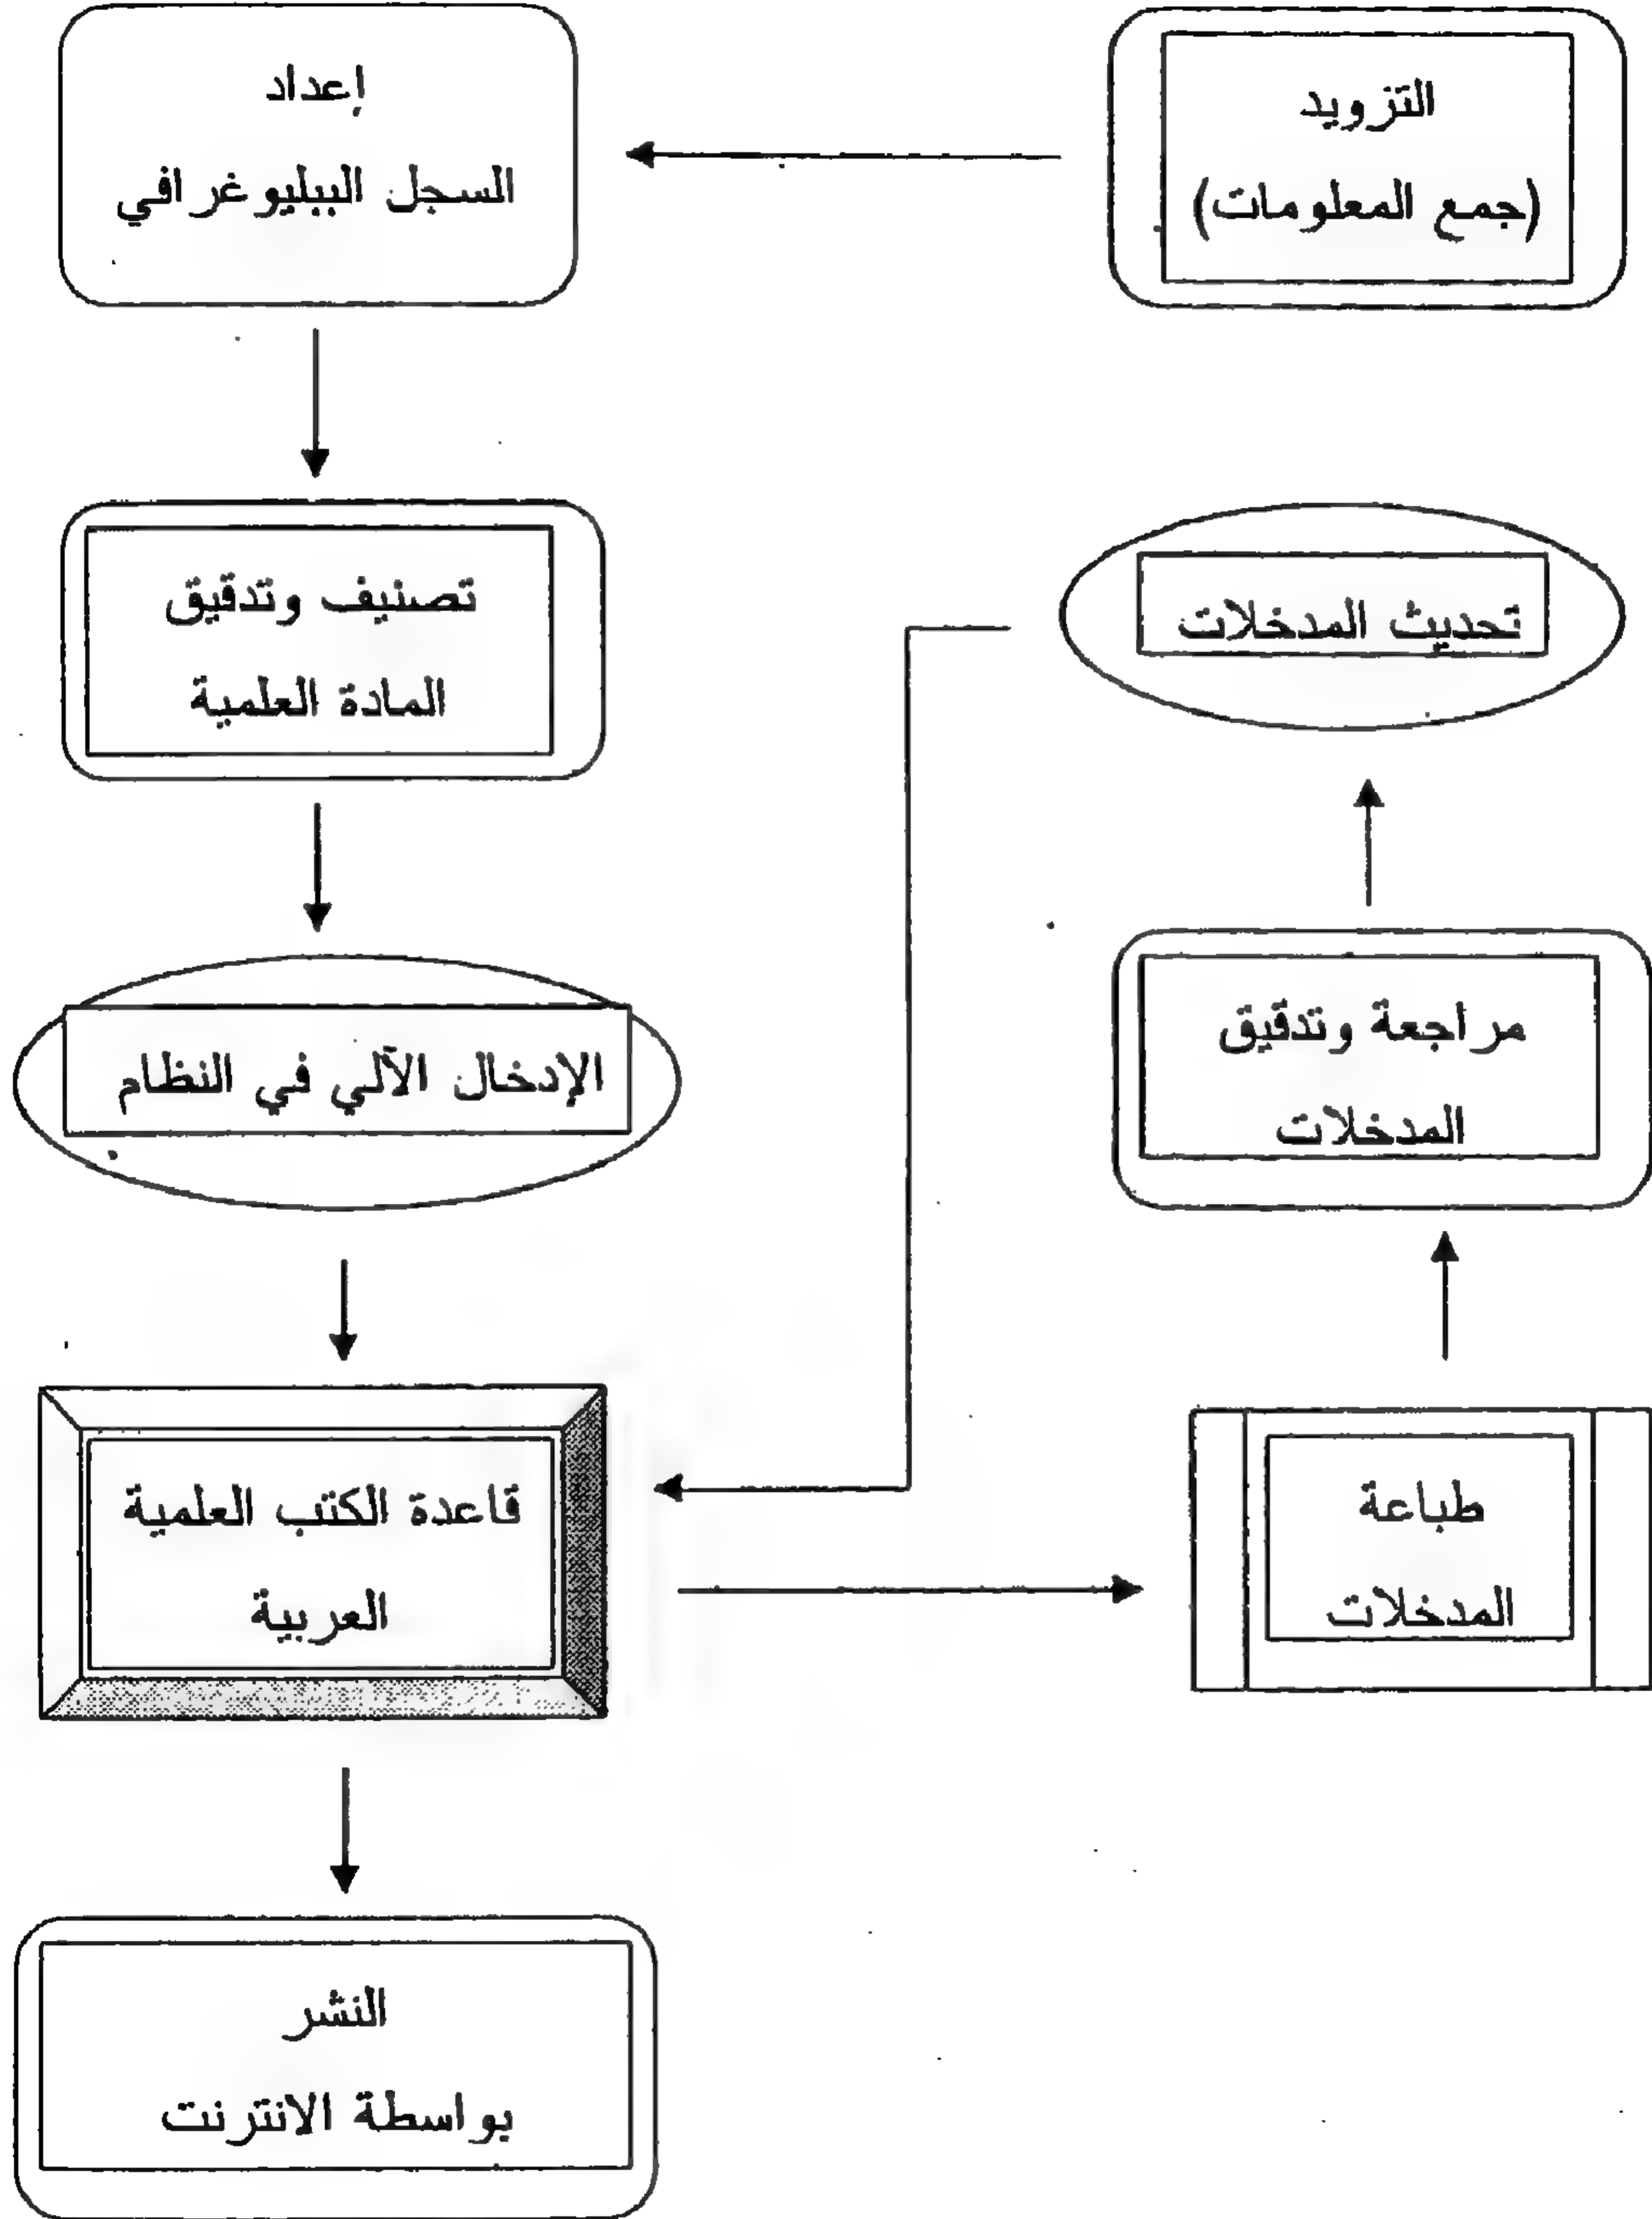 التزويد
(جمع المعلومات)
إعداد
السجل الببليوغرافي
تصنيف وتدقيق
المادة العلمية
الإدخال الآلي في النظام
قاعدة الكتب العلمية
العربية
طباعة
المدخلات
مراجعة وتدقيق
المدخلات
تحديث المدخلات
النشر
بواسطة الانترنت